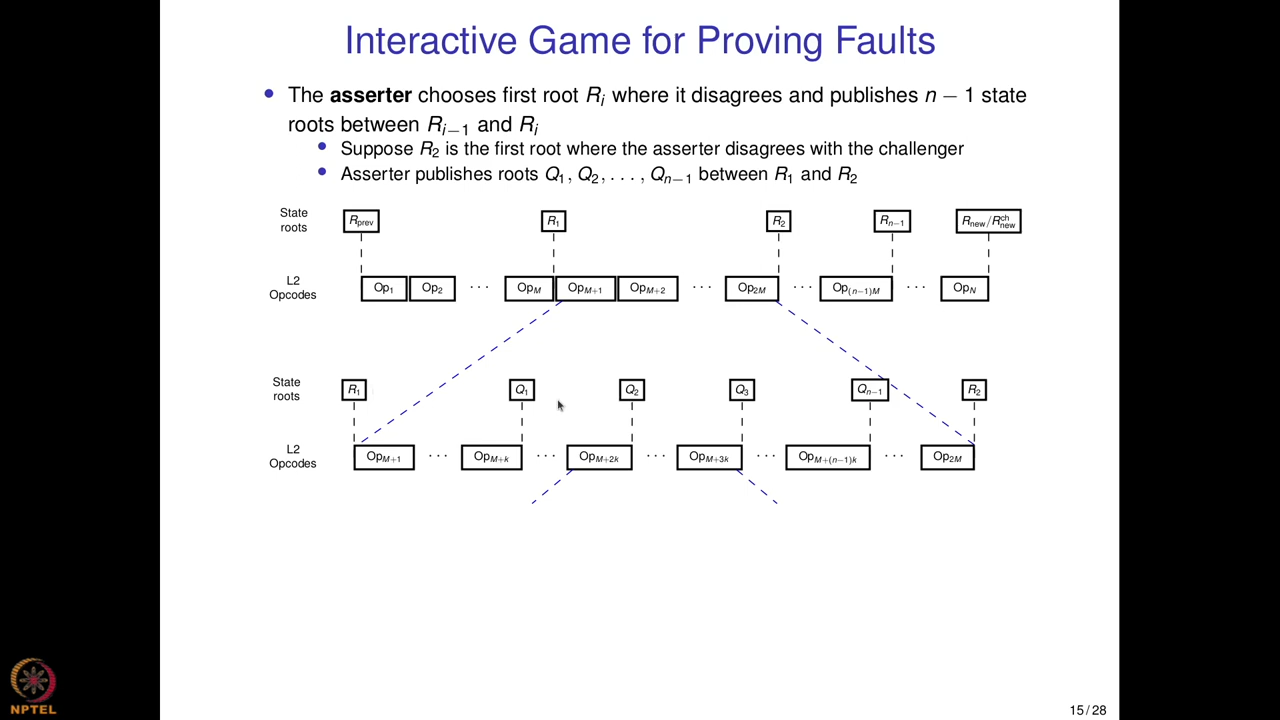 Interactive Game for Proving Faults
• The asserter chooses first root R_i where it disagrees and publishes n − 1 state
roots between R_{i−1} and R_i
• Suppose R_2 is the first root where the asserter disagrees with the challenger
• Asserter publishes roots Q_1, Q_2, . . . , Q_{n−1} between R_1 and R_2
State
roots
R_prev R_1 R_2 R_{n−1} R_new/R^ch_new
L2
Opcodes
Op_1 Op_2 · · · Op_M Op_{M+1} Op_{M+2} · · · Op_{2M} · · · Op_{(n−1)M} · · · Op_N
State
roots
R_1 Q_1 Q_2 Q_3 Q_{n−1} R_2
L2
Opcodes
Op_{M+1} · · · Op_{M+k} · · · Op_{M+2k} · · · Op_{M+3k} · · · Op_{M+(n−1)k} · · · Op_{2M}
NPTEL
15 / 28